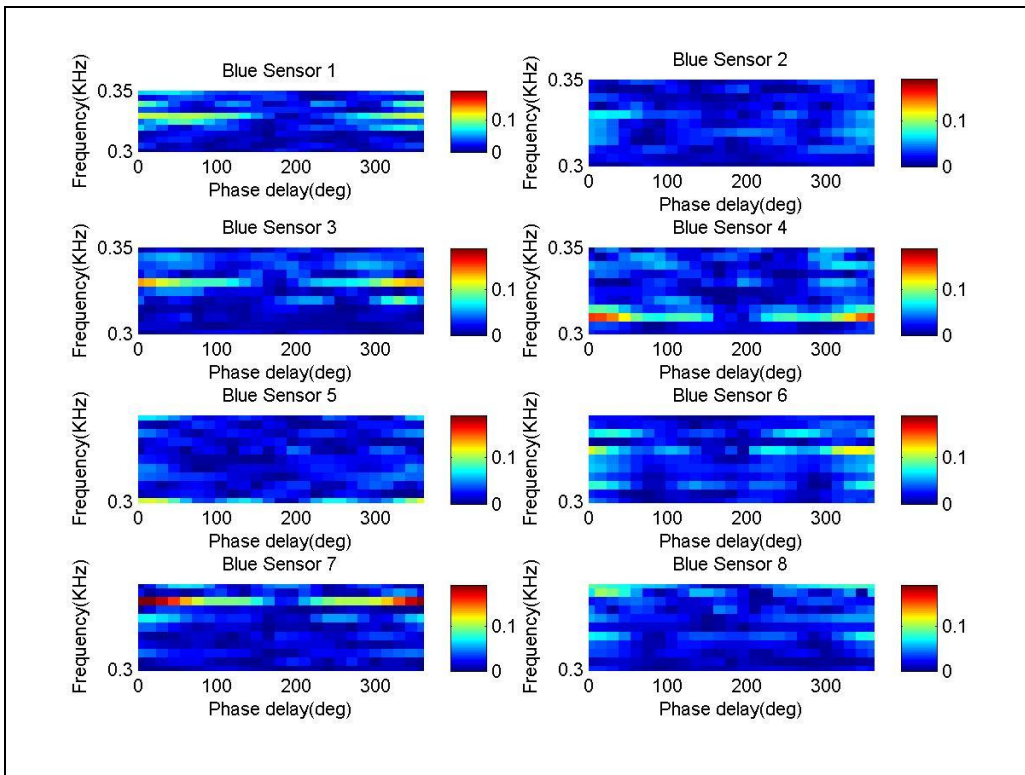 Blue Sensor 1
Frequency(KHz)
0.35
0.3
0 100 200 300
Phase delay(deg)
0.1
0
Blue Sensor 2
Frequency(KHz)
0.35
0.3
0 100 200 300
Phase delay(deg)
0.1
0
Blue Sensor 3
Frequency(KHz)
0.35
0.3
0 100 200 300
Phase delay(deg)
0.1
0
Blue Sensor 4
Frequency(KHz)
0.35
0.3
0 100 200 300
Phase delay(deg)
0.1
0
Blue Sensor 5
Frequency(KHz)
0.3
0 100 200 300
Phase delay(deg)
0.1
0
Blue Sensor 6
Frequency(KHz)
0.3
0 100 200 300
Phase delay(deg)
0.1
0
Blue Sensor 7
Frequency(KHz)
0.3
0 100 200 300
Phase delay(deg)
0.1
0
Blue Sensor 8
Frequency(KHz)
0.3
0 100 200 300
Phase delay(deg)
0.1
0